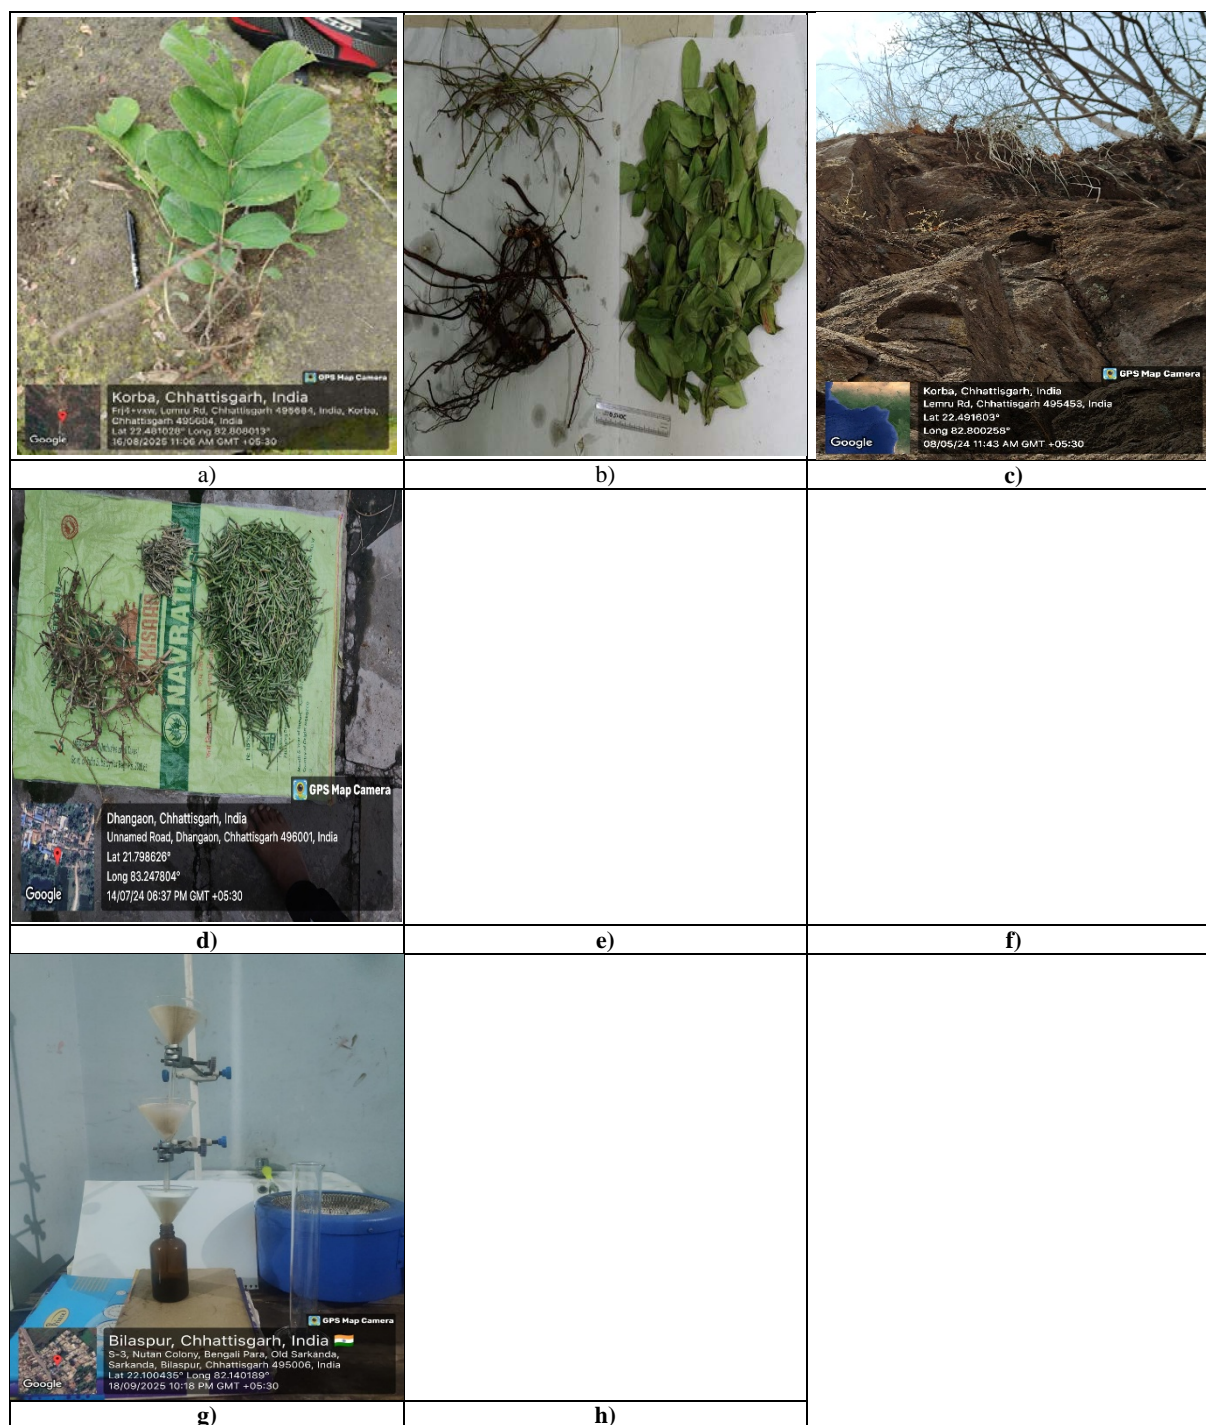 GPS Map Camera
Korba, Chhattisgarh, India
Frj4+vxw, Lemru Rd, Chhattisgarh 495684, India, Korba,
Chhattisgarh 495684, India
Lat 22.481028° Long 82.808013°
16/08/2025 11:06 AM GMT +05:30
Google
GPS Map Camera
Korba, Chhattisgarh, India
Lemru Rd, Chhattisgarh 495453, India
Lat 22.491603°
Long 82.800258°
08/05/24 11:43 AM GMT +05:30
Google
a)
b)
c)
NAVRAT
KISAAN
GPS Map Camera
Dhangaon, Chhattisgarh, India
Unnamed Road, Dhangaon, Chhattisgarh 496001, India
Lat 21.798626°
Long 83.247804°
14/07/24 06:37 PM GMT +05:30
Google
d)
e)
f)
GPS Map Camera
Bilaspur, Chhattisgarh, India
S-3, Nutan Colony, Bengali Para, Old Sarkanda,
Sarkanda, Bilaspur, Chhattisgarh 495006, India
Lat 22.100435° Long 82.140189°
18/09/2025 10:18 PM GMT +05:30
Google
g)
h)